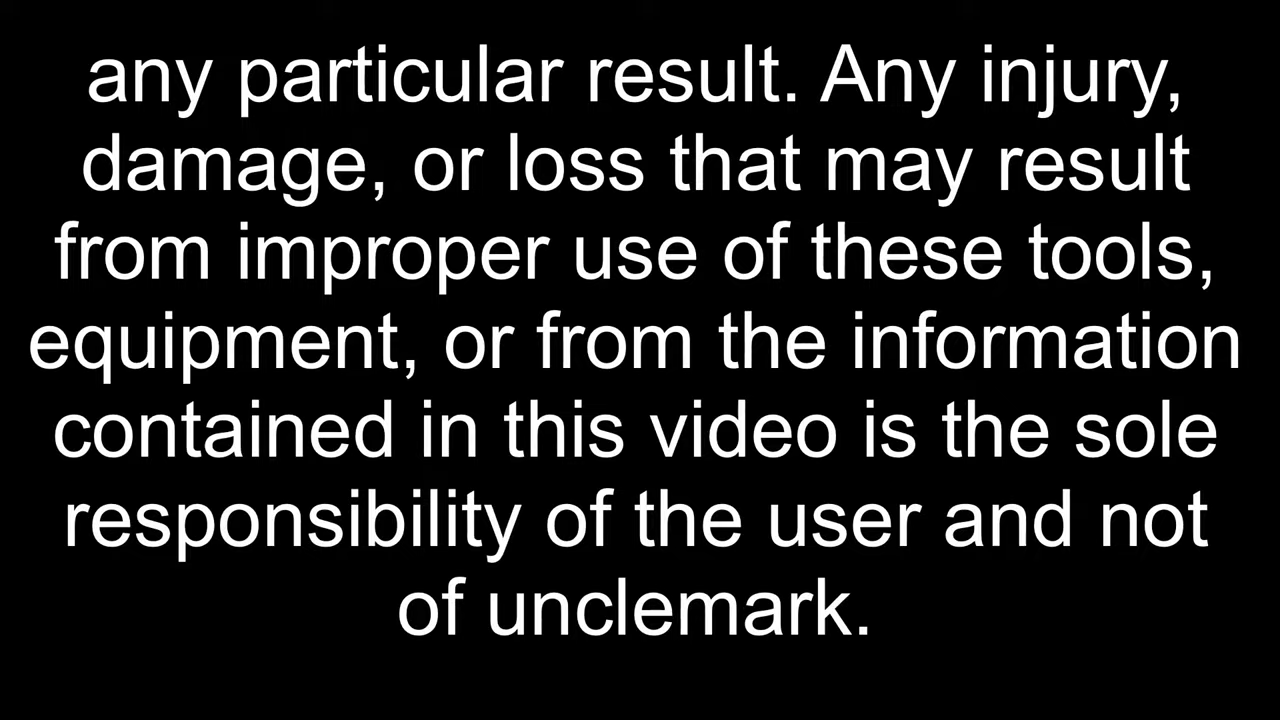 any particular result. Any injury,
damage, or loss that may result
from improper use of these tools,
equipment, or from the information
contained in this video is the sole
responsibility of the user and not
of unclemark.